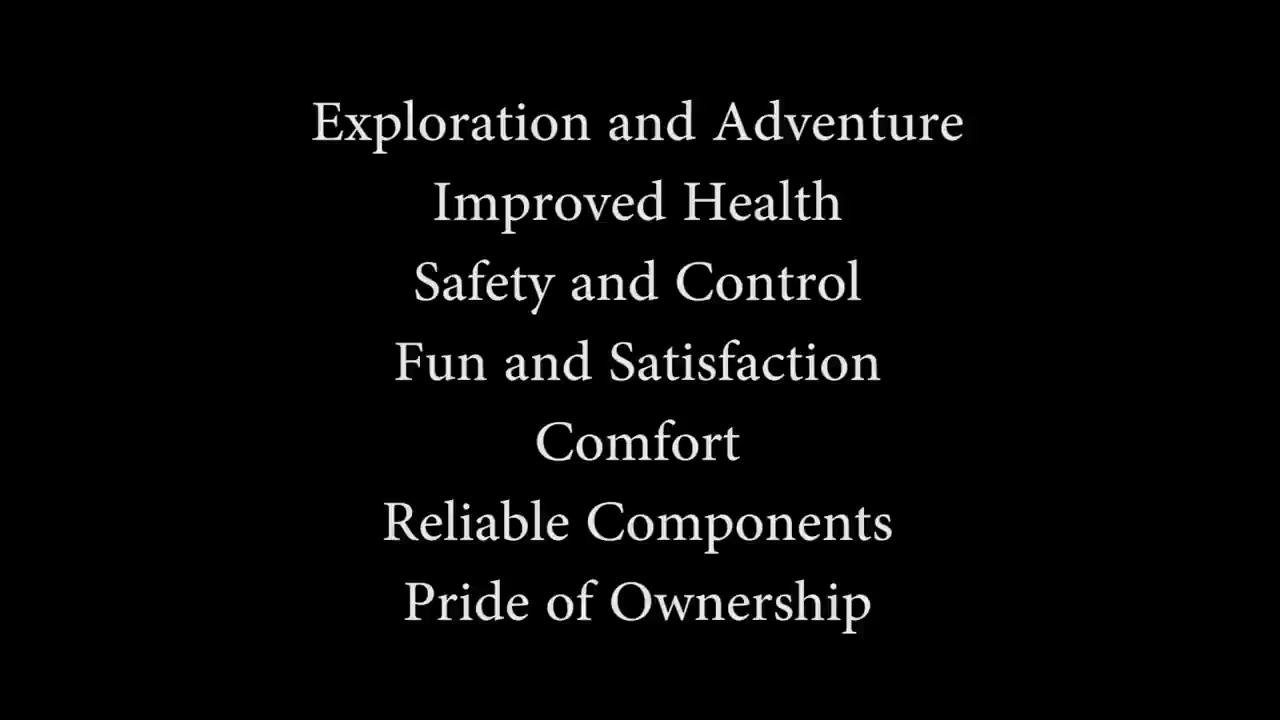 Exploration and Adventure
Improved Health
Safety and Control
Fun and Satisfaction
Comfort
Reliable Components
Pride of Ownership